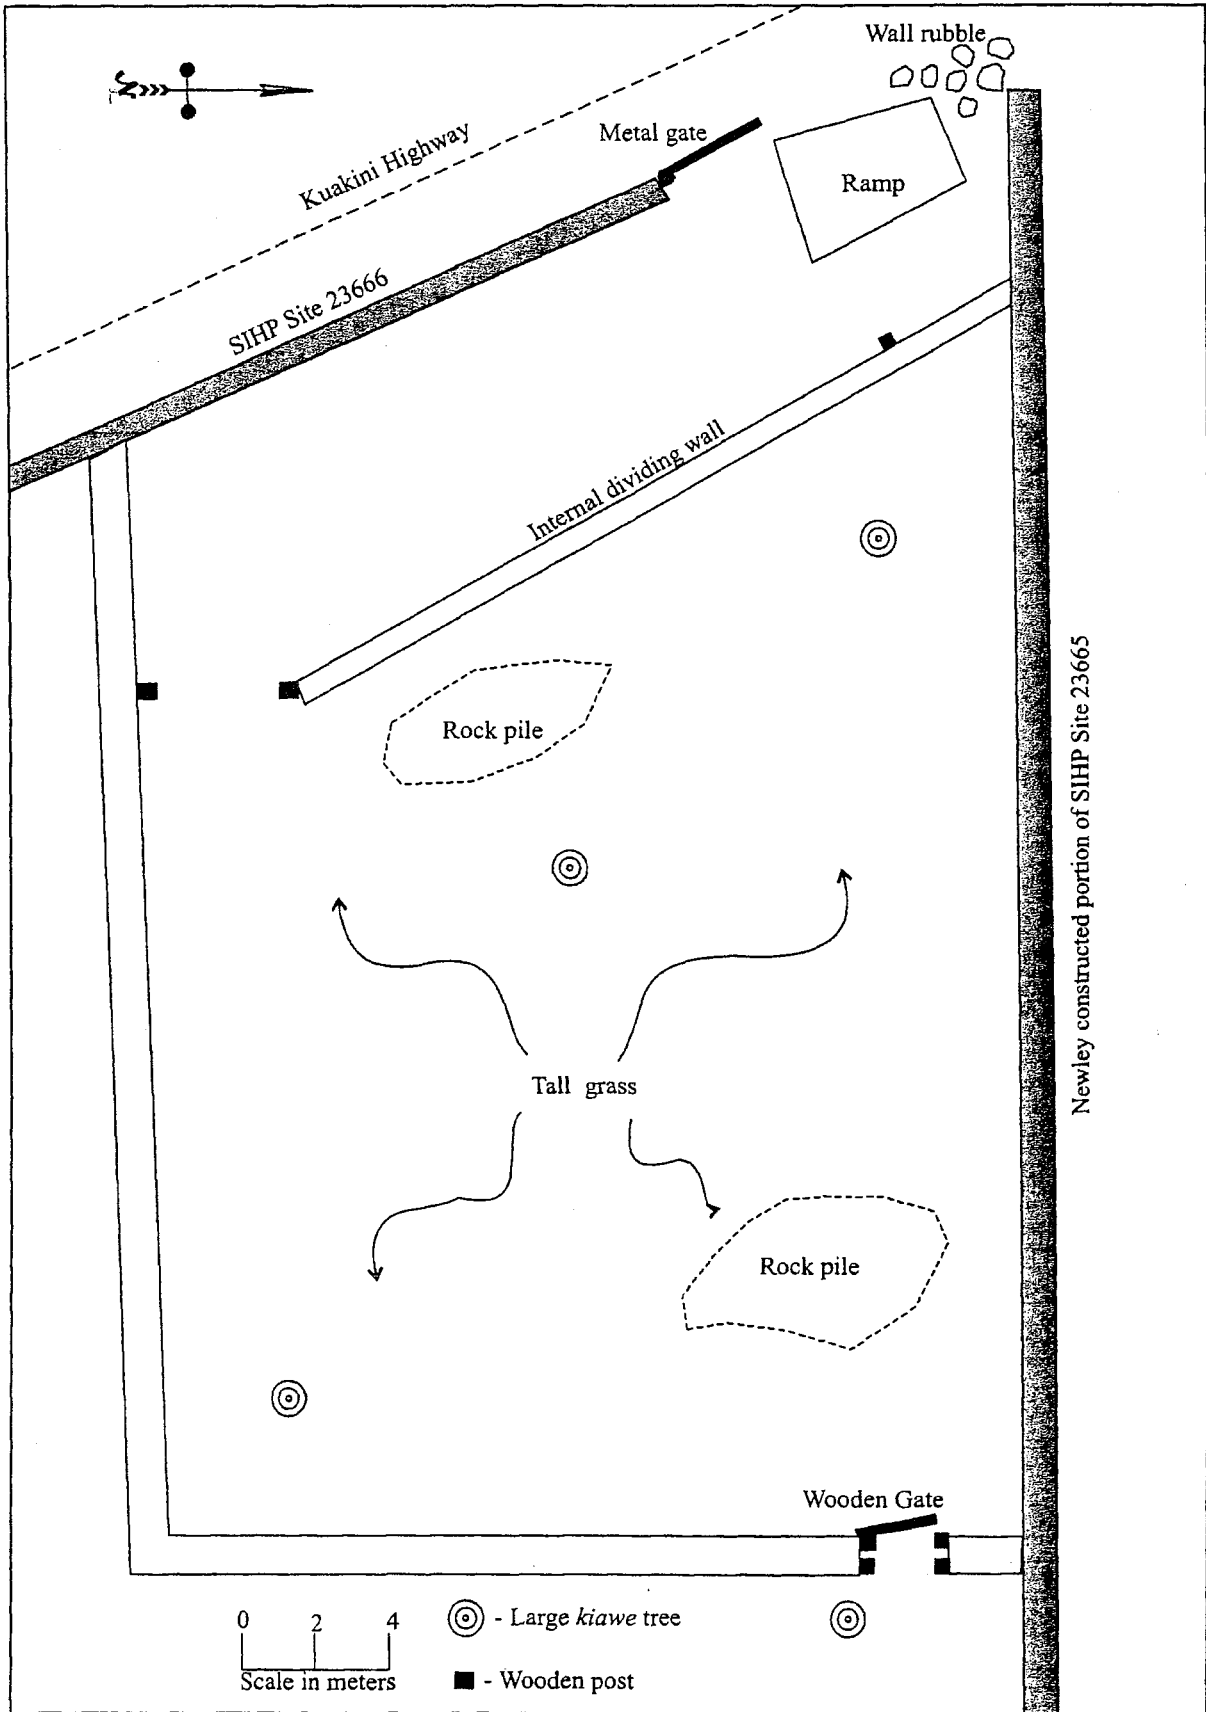 Wall rubble
N
Metal gate
Kuakini Highway
Ramp
SIHP Site 23666
Internal dividing wall
Rock pile
Newley constructed portion of SIHP Site 23665
Tall grass
Rock pile
Wooden Gate
0 2 4
Scale in meters
- Large kiawe tree
- Wooden post